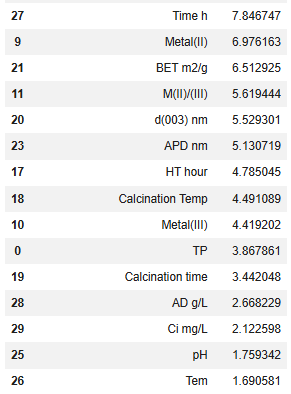 27 Time h 7.846747
9 Metal(II) 6.976163
21 BET m2/g 6.512925
11 M(II)/(III) 5.619444
20 d(003) nm 5.529301
23 APD nm 5.130719
17 HT hour 4.785045
18 Calcination Temp 4.491089
10 Metal(III) 4.419202
0 TP 3.867861
19 Calcination time 3.442048
28 AD g/L 2.668229
29 Ci mg/L 2.122598
25 pH 1.759342
26 Tem 1.690581